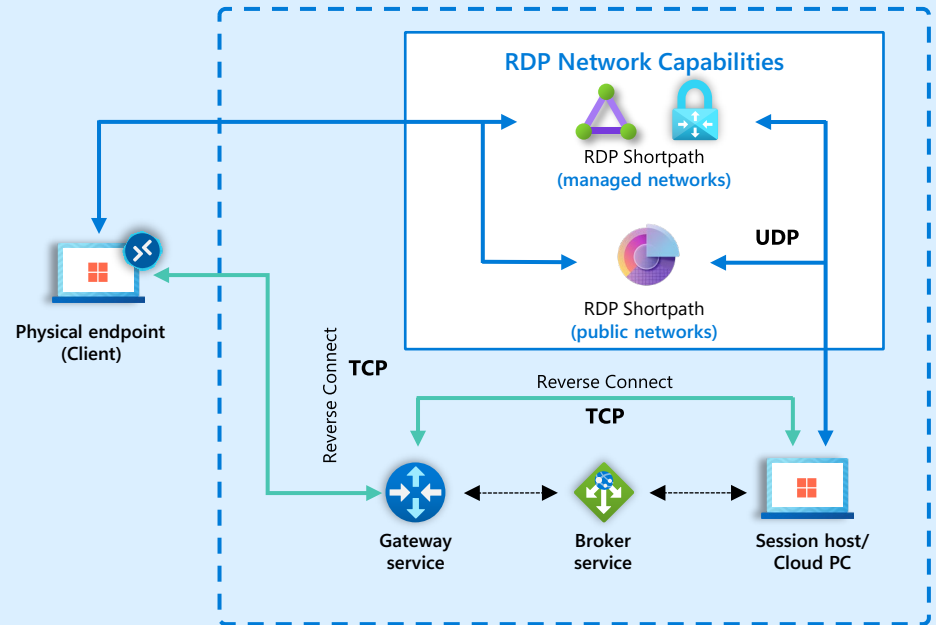 RDP Network Capabilities
RDP Shortpath
(managed networks)
UDP
RDP Shortpath
(public networks)
Physical endpoint
(Client)
Reverse Connect
TCP
Reverse Connect
TCP
Gateway
service
Broker
service
Session host/
Cloud PC